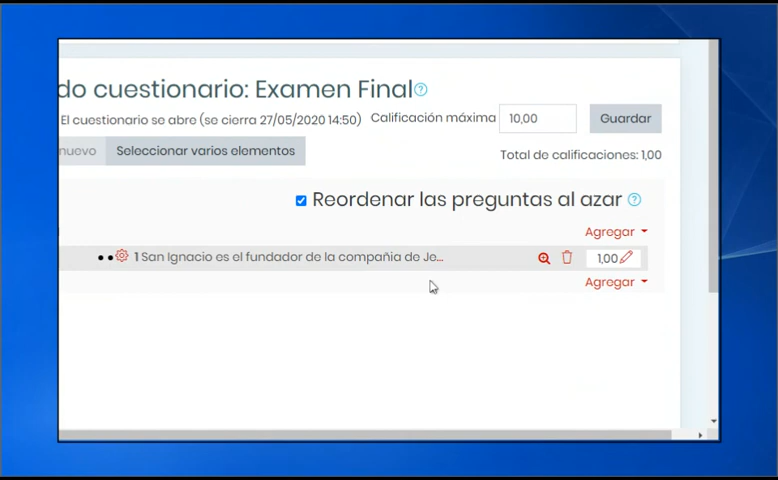 do cuestionario: Examen Final
El cuestionario se abre (se cierra 27/05/2020 14:50) Calificación máxima 10,00 Guardar
nuevo Seleccionar varios elementos
Total de calificaciones: 1,00
Reordenar las preguntas al azar
Agregar
1 San Ignacio es el fundador de la compañia de Je... 1,00
Agregar